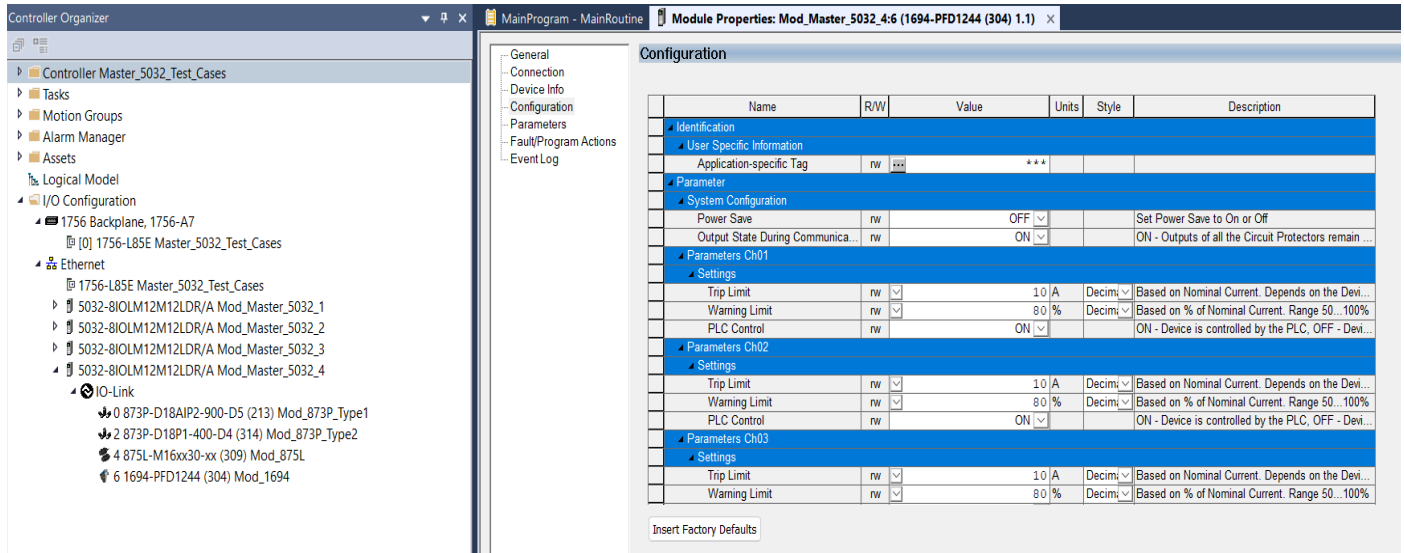 Controller Organizer
Controller Master_5032_Test_Cases
Tasks
Motion Groups
Alarm Manager
Assets
Logical Model
I/O Configuration
1756 Backplane, 1756-A7
[0] 1756-L85E Master_5032_Test_Cases
Ethernet
1756-L85E Master_5032_Test_Cases
5032-8IOLM12M12LDR/A Mod_Master_5032_1
5032-8IOLM12M12LDR/A Mod_Master_5032_2
5032-8IOLM12M12LDR/A Mod_Master_5032_3
5032-8IOLM12M12LDR/A Mod_Master_5032_4
IO-Link
0 873P-D18AIP2-900-D5 (213) Mod_873P_Type1
2 873P-D18P1-400-D4 (314) Mod_873P_Type2
4 875L-M16xx30-xx (309) Mod_875L
6 1694-PFD1244 (304) Mod_1694
MainProgram - MainRoutine Module Properties: Mod_Master_5032_4:6 (1694-PFD1244 (304) 1.1) ×
General
Connection
Device Info
Configuration
Parameters
Fault/Program Actions
Event Log
Configuration
Name R/W Value Units Style Description
Identification
User Specific Information
Application-specific Tag rw ... ***
Parameter
System Configuration
Power Save rw OFF Set Power Save to On or Off
Output State During Communica... rw ON ON - Outputs of all the Circuit Protectors remain ...
Parameters Ch01
Settings
Trip Limit rw 10 A Decim Based on Nominal Current. Depends on the Devi...
Warning Limit rw 80 % Decim Based on % of Nominal Current. Range 50...100%
PLC Control rw ON ON - Device is controlled by the PLC, OFF - Devi...
Parameters Ch02
Settings
Trip Limit rw 10 A Decim Based on Nominal Current. Depends on the Devi...
Warning Limit rw 80 % Decim Based on % of Nominal Current. Range 50...100%
PLC Control rw ON ON - Device is controlled by the PLC, OFF - Devi...
Parameters Ch03
Settings
Trip Limit rw 10 A Decim Based on Nominal Current. Depends on the Devi...
Warning Limit rw 80 % Decim Based on % of Nominal Current. Range 50...100%
Insert Factory Defaults